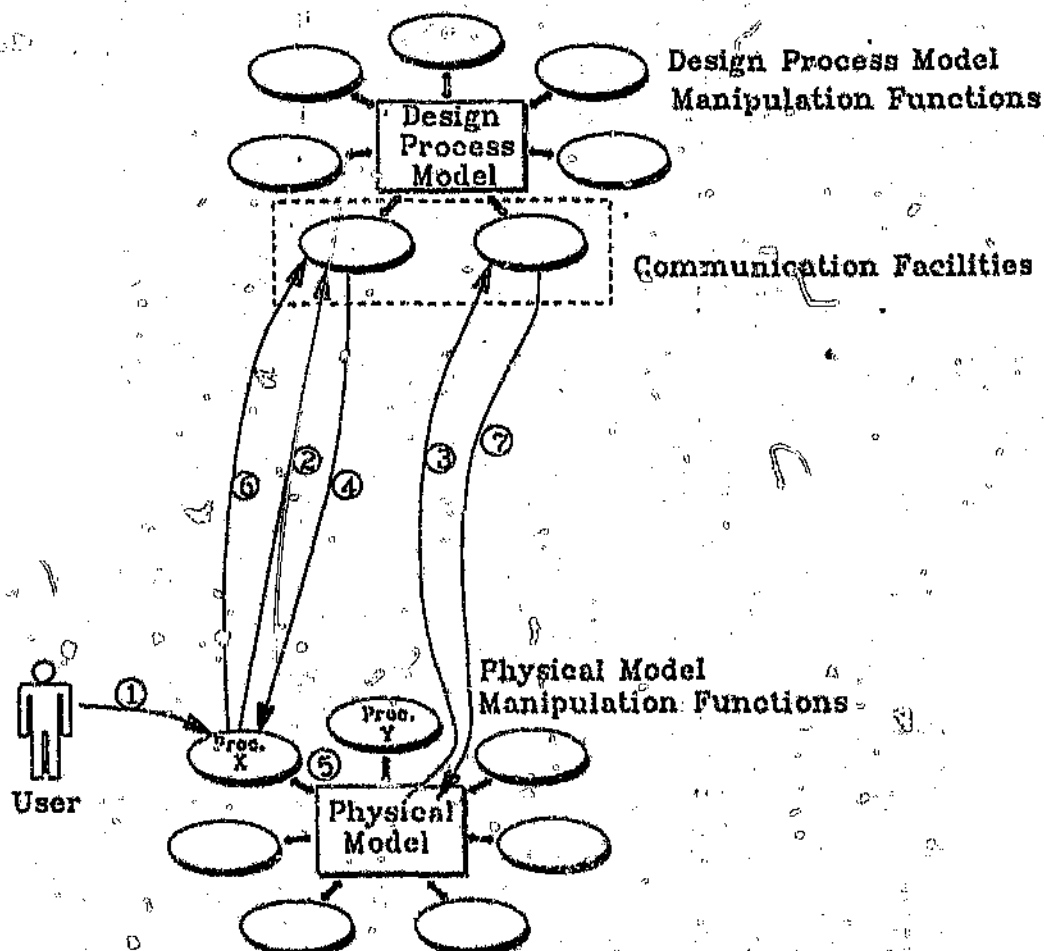 Design Process Model
Manipulation Functions
Design
Process
Model
Communication Facilities
⑥
②
④
③
⑦
①
User
Proc.
X
⑤
Proc.
Y
Physical Model
Manipulation Functions
Physical
Model